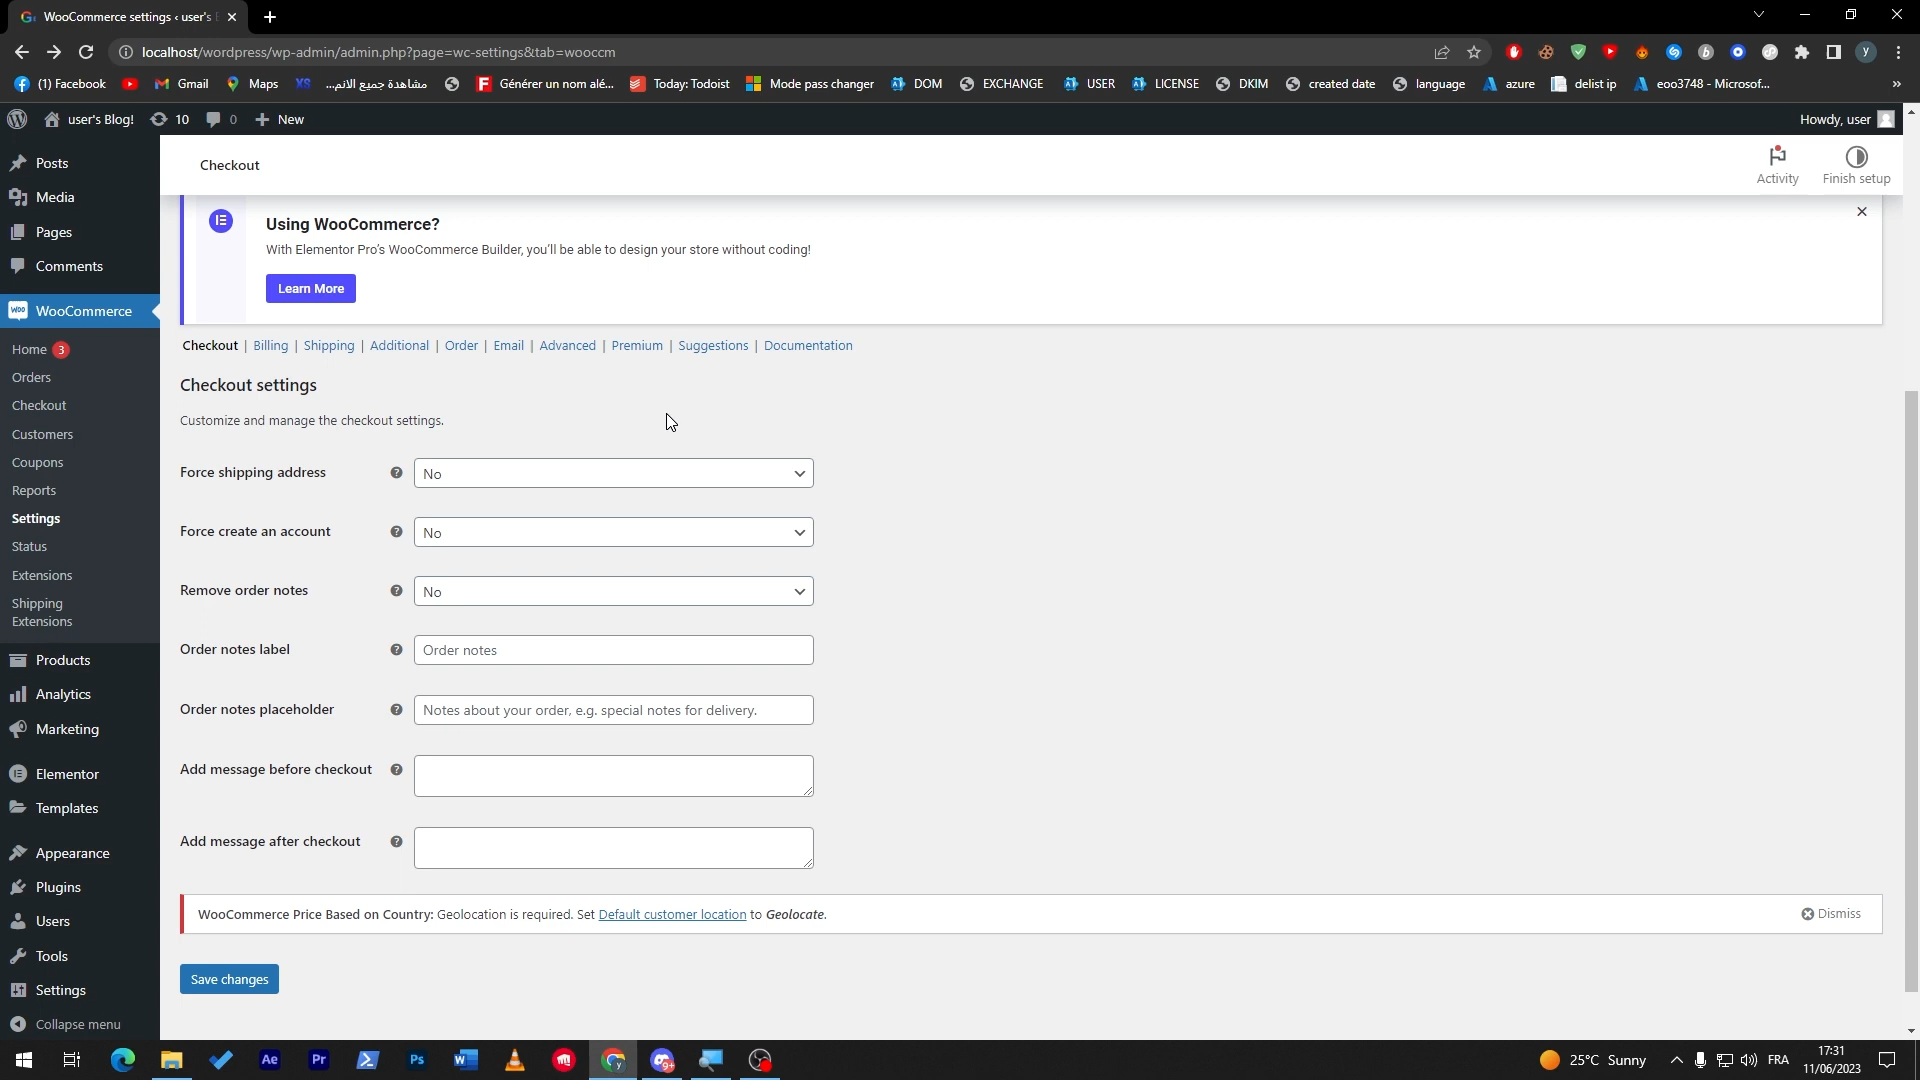 WooCommerce settings ‹ user's
localhost/wordpress/wp-admin/admin.php?page=wc-settings&tab=wooccm
y
(1) Facebook
Gmail
Maps
مشاهدة جميع الانم...
Générer un nom alé...
Today: Todoist
Mode pass changer
DOM
EXCHANGE
USER
LICENSE
DKIM
created date
language
azure
delist ip
eoo3748 - Microsof...
»
user's Blog!
10
0
New
Howdy, user
Posts
Media
Pages
Comments
WooCommerce
Home 3
Orders
Checkout
Customers
Coupons
Reports
Settings
Status
Extensions
Shipping
Extensions
Products
Analytics
Marketing
Elementor
Templates
Appearance
Plugins
Users
Tools
Settings
Collapse menu
Checkout
Activity
Finish setup
Using WooCommerce?
With Elementor Pro's WooCommerce Builder, you'll be able to design your store without coding!
Learn More
Checkout | Billing | Shipping | Additional | Order | Email | Advanced | Premium | Suggestions | Documentation
Checkout settings
Customize and manage the checkout settings.
Force shipping address
No
Force create an account
No
Remove order notes
No
Order notes label
Order notes
Order notes placeholder
Notes about your order, e.g. special notes for delivery.
Add message before checkout
Add message after checkout
WooCommerce Price Based on Country: Geolocation is required. Set Default customer location to Geolocate.
Dismiss
Save changes
Ae
Pr
Ps
W
9+
25°C Sunny
FRA
17:31
11/06/2023